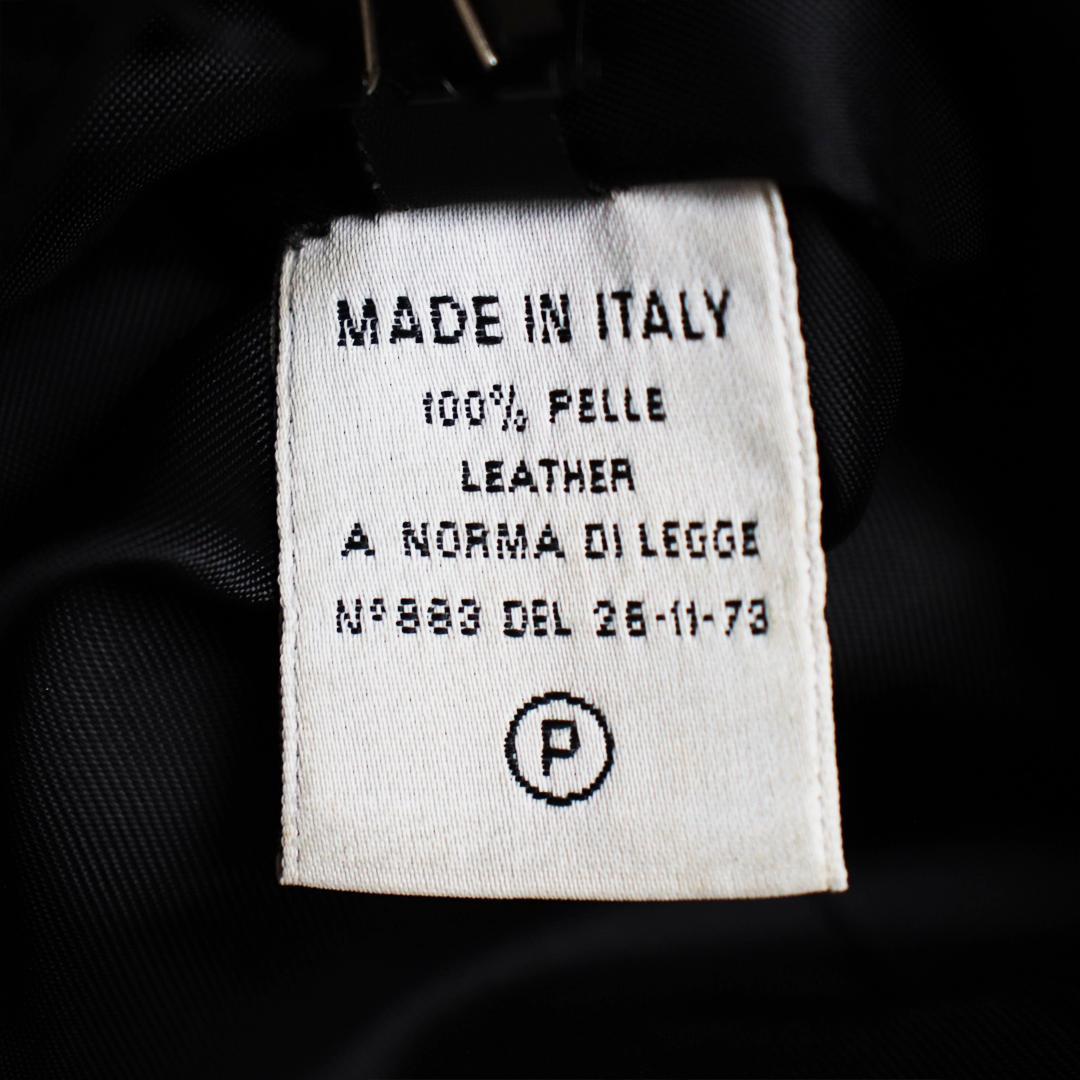 MADE IN ITALY
100% PELLE
LEATHER
A NORMA DI LEGGE
N° 883 DEL 26-11-73
P